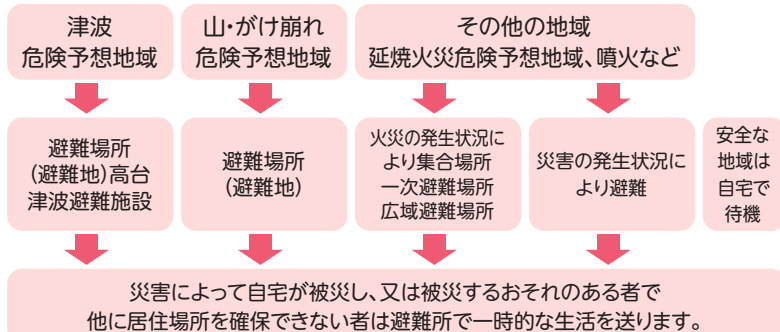 津波
危険予想地域
山・がけ崩れ
危険予想地域
その他の地域
延焼火災危険予想地域、噴火など
避難場所
(避難地)高台
津波避難施設
避難場所
(避難地)
火災の発生状況に
より集合場所
一次避難場所
広域避難場所
災害の発生状況に
より避難
安全な
地域は
自宅で
待機
災害によって自宅が被災し、又は被災するおそれのある者で
他に居住場所を確保できない者は避難所で一時的な生活を送ります。